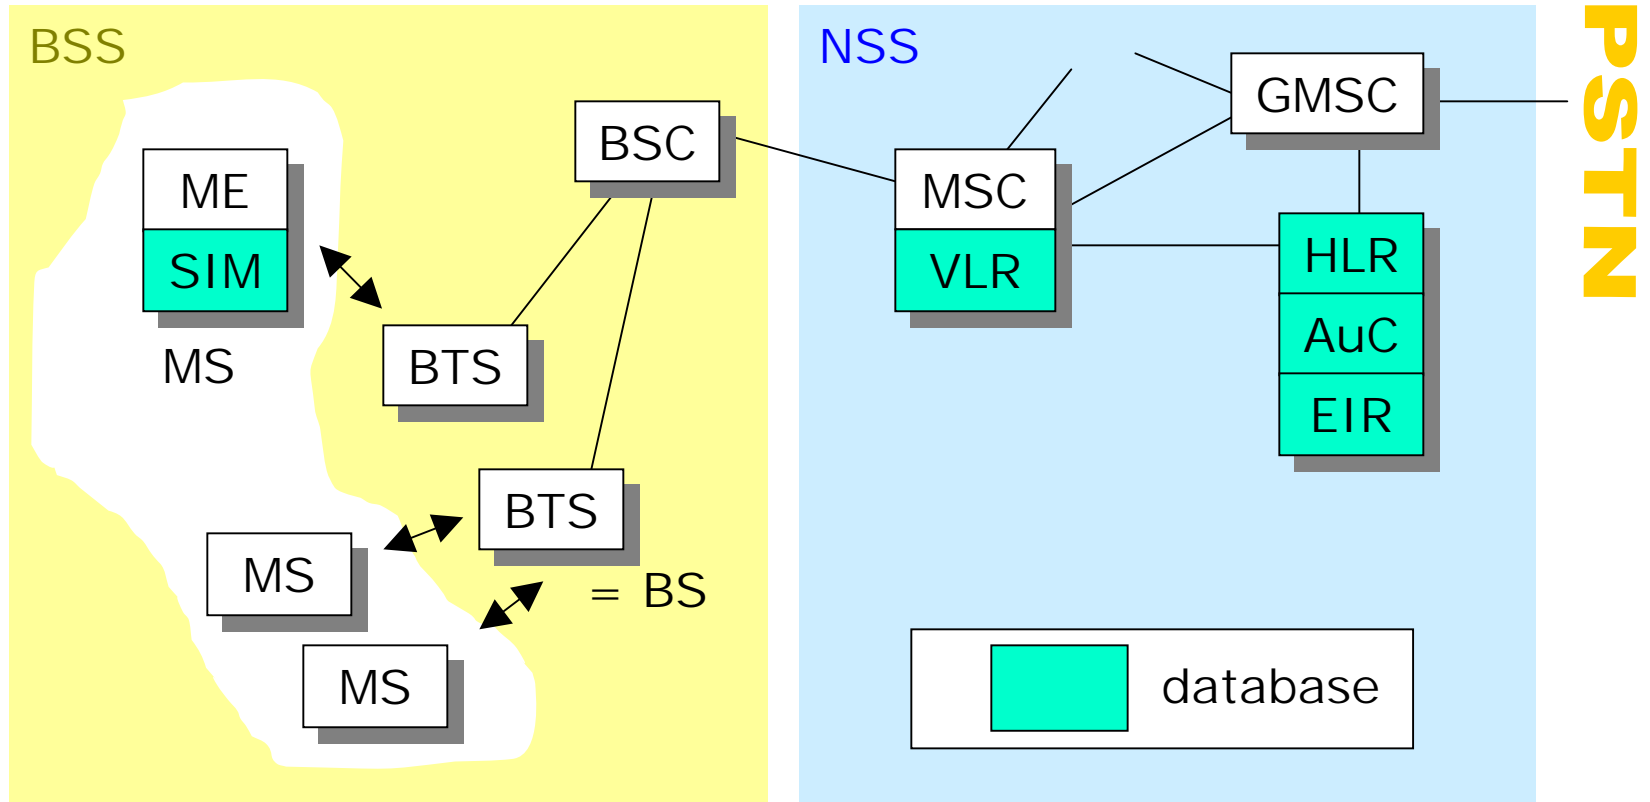 BSS
ME
SIM
MS
BTS
BSC
BTS
= BS
MS
MS
NSS
MSC
VLR
GMSC
HLR
AuC
EIR
database
PSTN